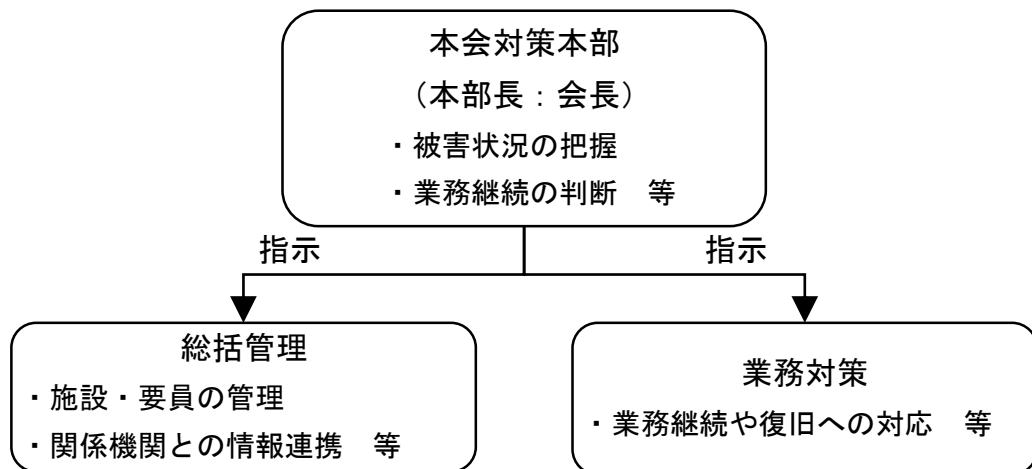 本会対策本部
（本部長：会長）
・被害状況の把握
・業務継続の判断　等
指示
指示
総括管理
・施設・要員の管理
・関係機関との情報連携　等
業務対策
・業務継続や復旧への対応　等